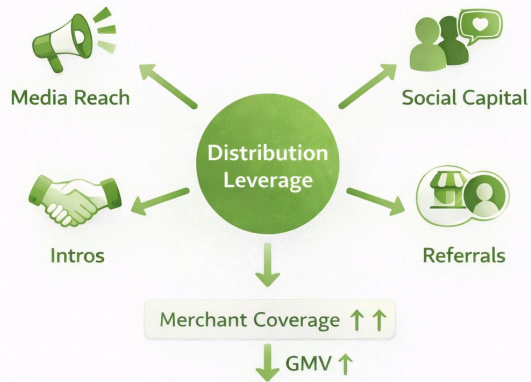 Media Reach
Social Capital
Distribution
Leverage
Intros
Referrals
Merchant Coverage ↑ ↑
GMV ↑